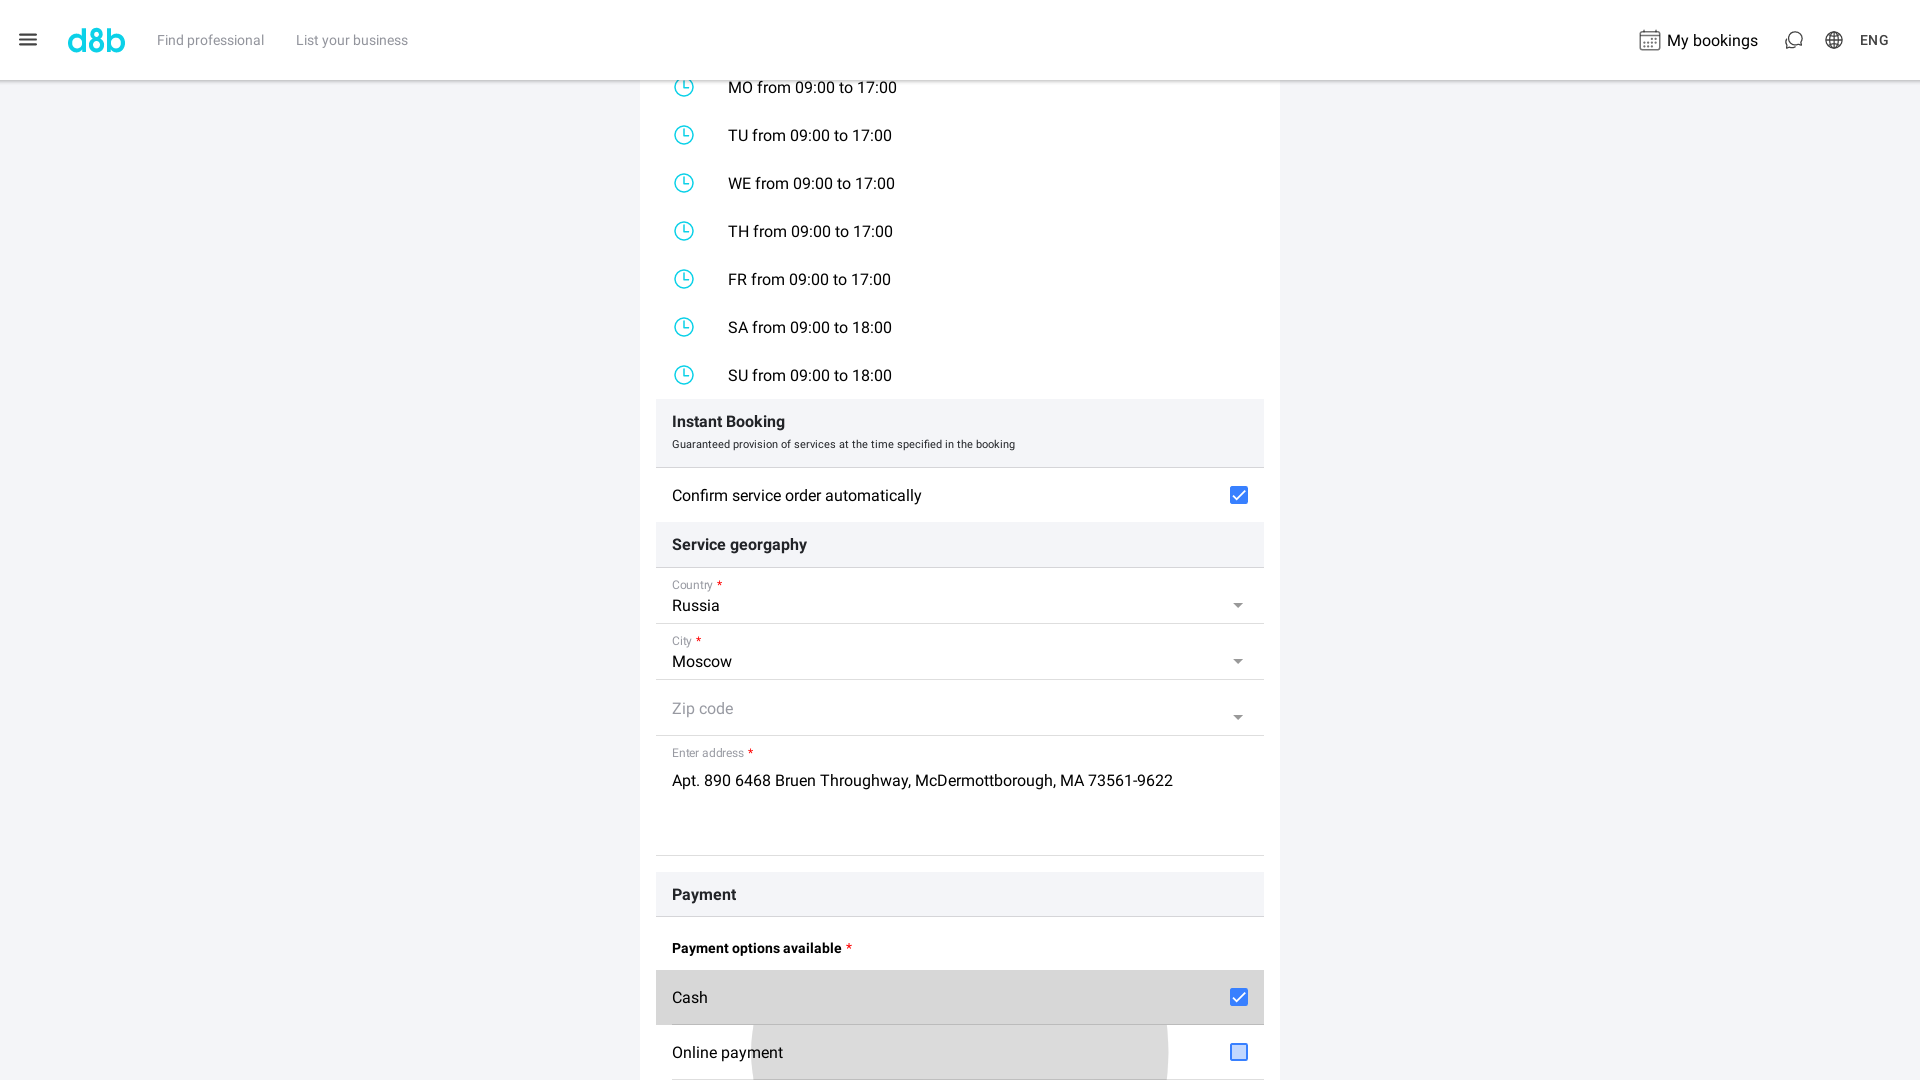 d8b
Find professional
List your business
My bookings
ENG
MO from 09:00 to 17:00
TU from 09:00 to 17:00
WE from 09:00 to 17:00
TH from 09:00 to 17:00
FR from 09:00 to 17:00
SA from 09:00 to 18:00
SU from 09:00 to 18:00
Instant Booking
Guaranteed provision of services at the time specified in the booking
Confirm service order automatically
Service georgaphy
Country *
Russia
City *
Moscow
Zip code
Enter address *
Apt. 890 6468 Bruen Throughway, McDermottborough, MA 73561-9622
Payment
Payment options available *
Cash
Online payment